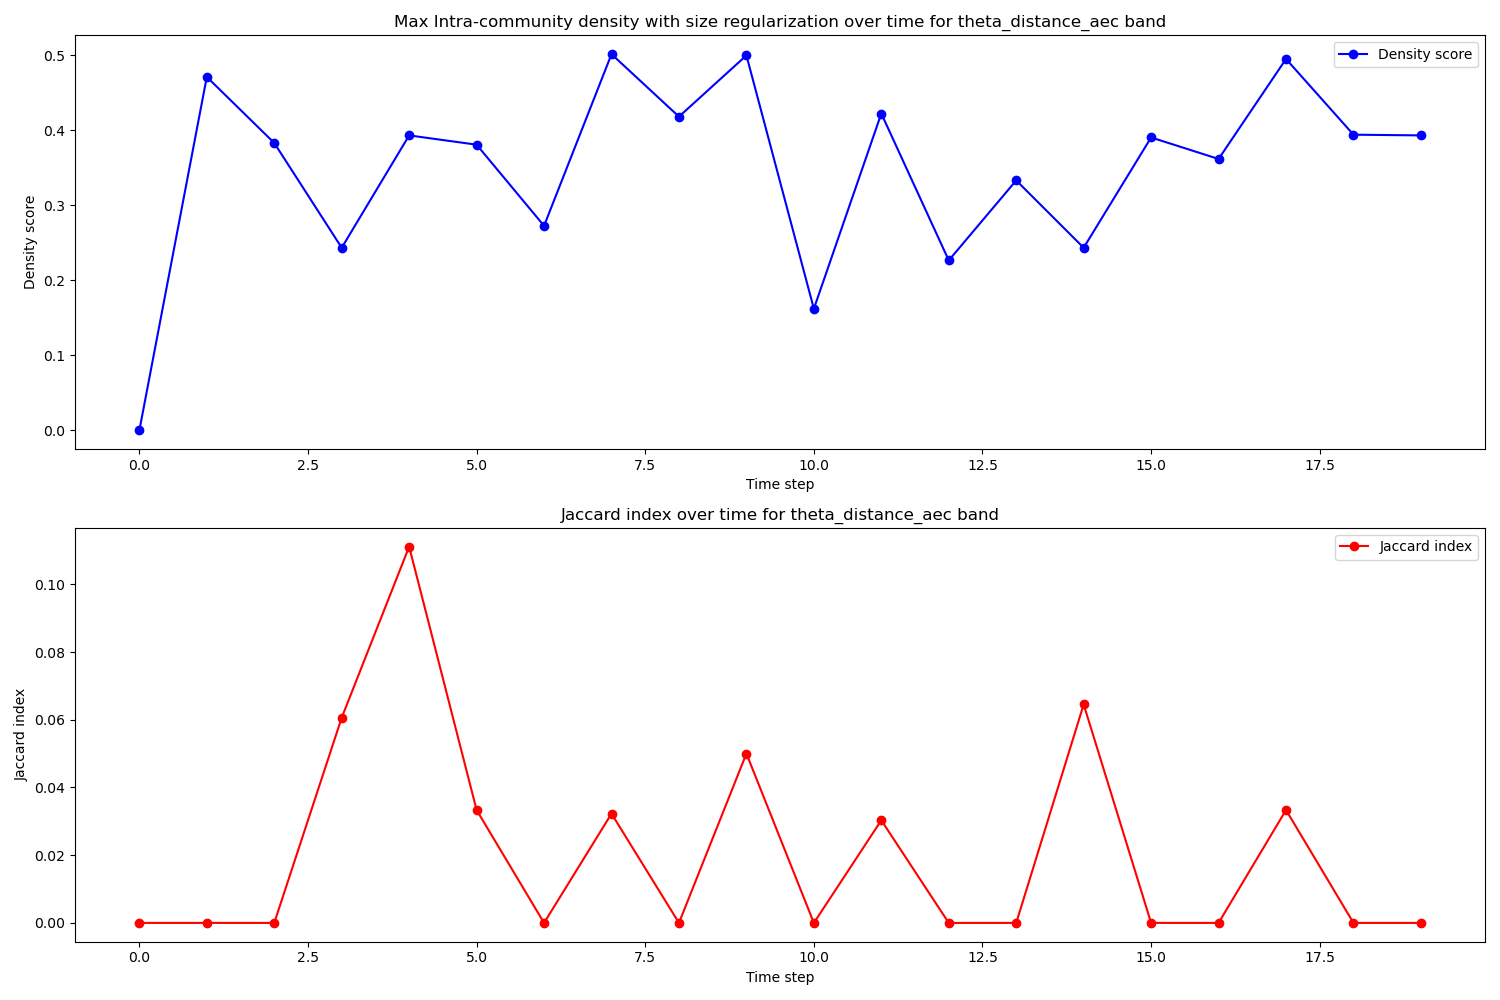 Max Intra-community density with size regularization over time for theta_distance_aec band
Density score
0.5
0.4
0.3
0.2
0.1
0.0
Density score
0.0 2.5 5.0 7.5 10.0 12.5 15.0 17.5
Time step
Jaccard index over time for theta_distance_aec band
Jaccard index
0.10
0.08
0.06
0.04
0.02
0.00
Jaccard index
0.0 2.5 5.0 7.5 10.0 12.5 15.0 17.5
Time step